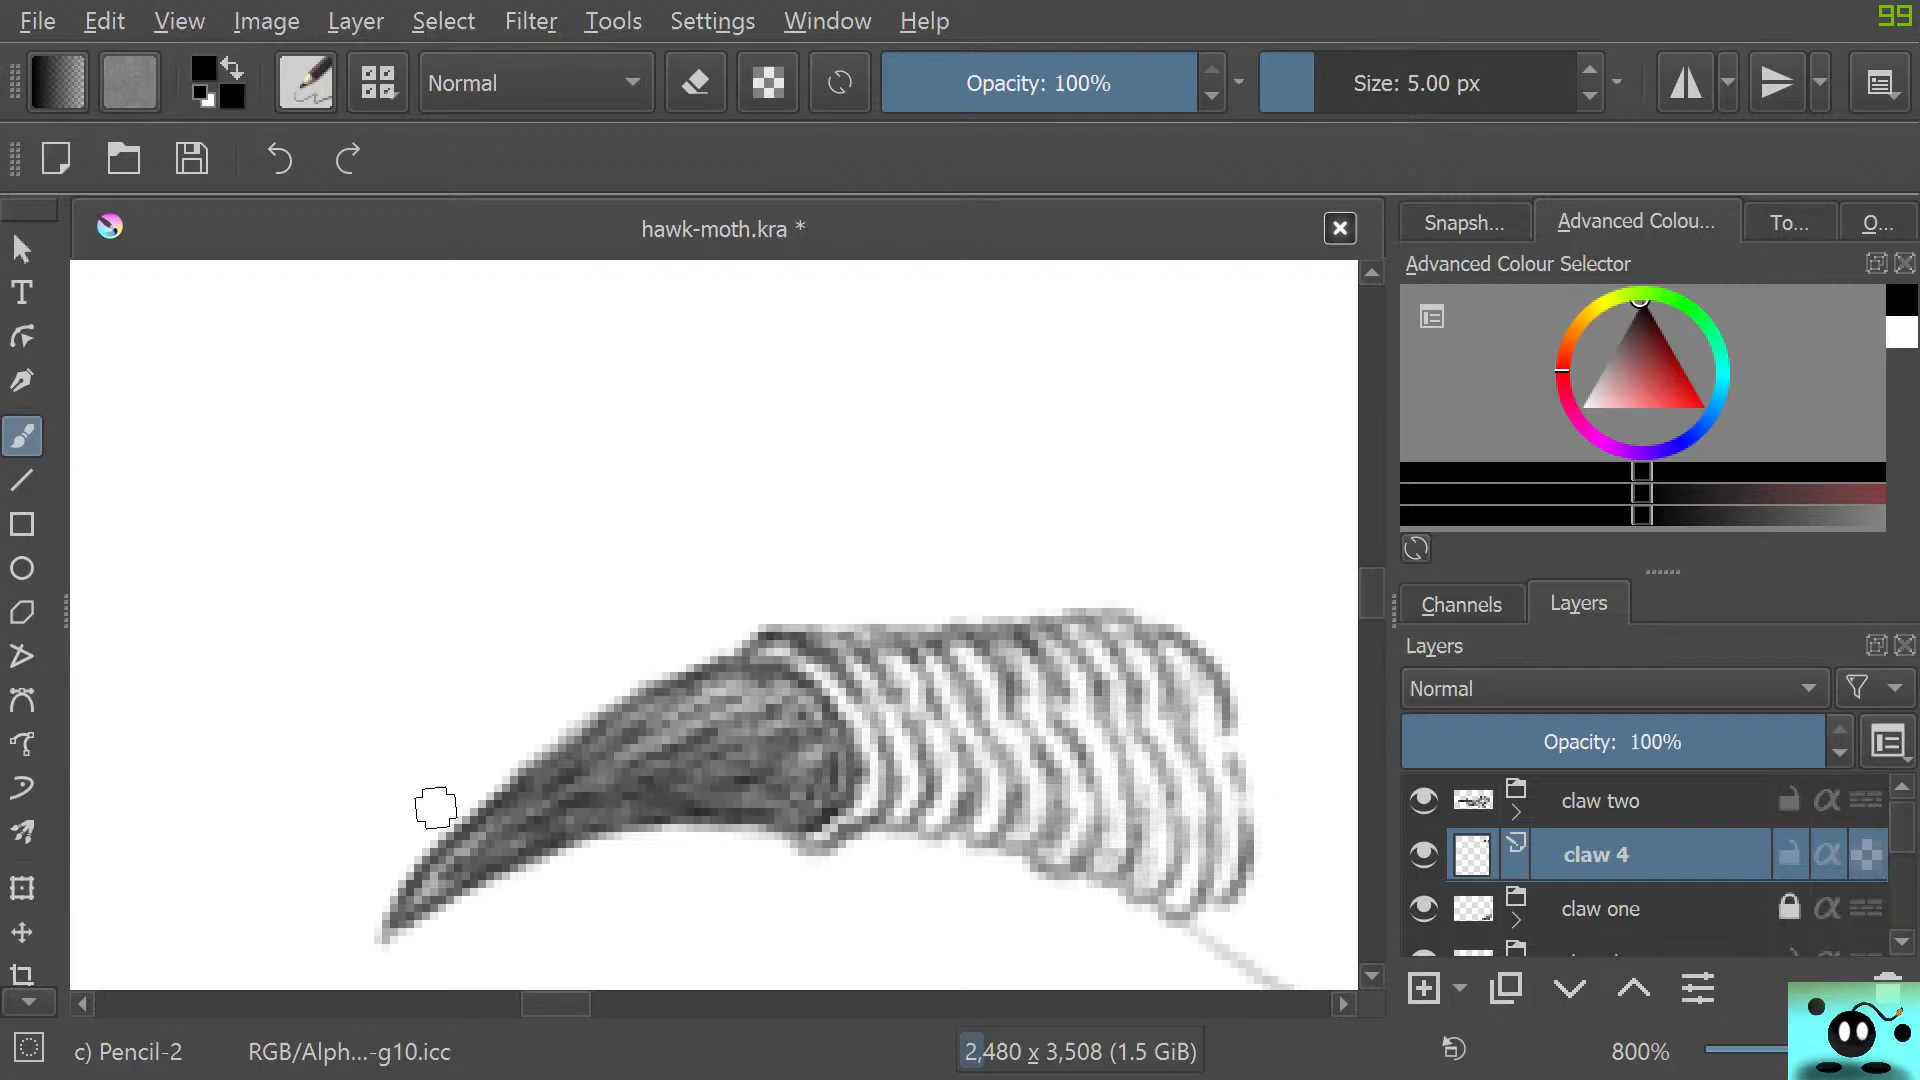 File Edit View Image Layer Select Filter Tools Settings Window Help
99
Normal
Opacity: 100%
Size: 5.00 px
hawk-moth.kra *
Snapsh...
Advanced Colou...
To...
O...
Advanced Colour Selector
Channels
Layers
Layers
Normal
Opacity: 100%
claw two
claw 4
claw one
c) Pencil-2
RGB/Alph...-g10.icc
2,480 x 3,508 (1.5 GiB)
800%